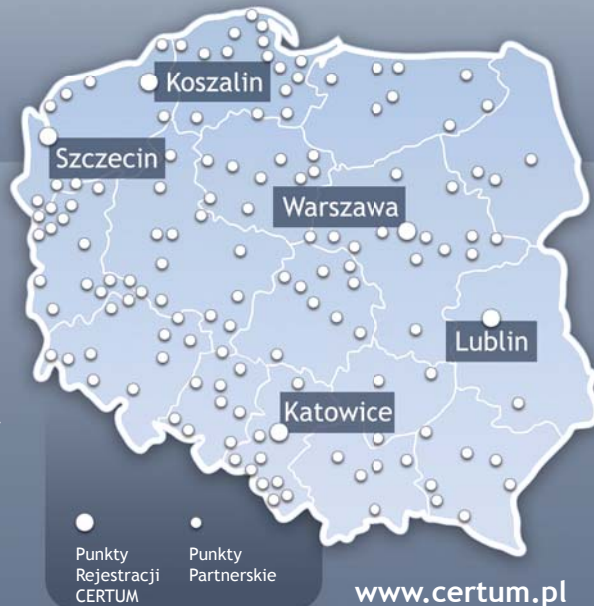 Koszalin
Szczecin
Warszawa
Lublin
Katowice
Punkty
Rejestracji
CERTUM
Punkty
Partnerskie
www.certum.pl